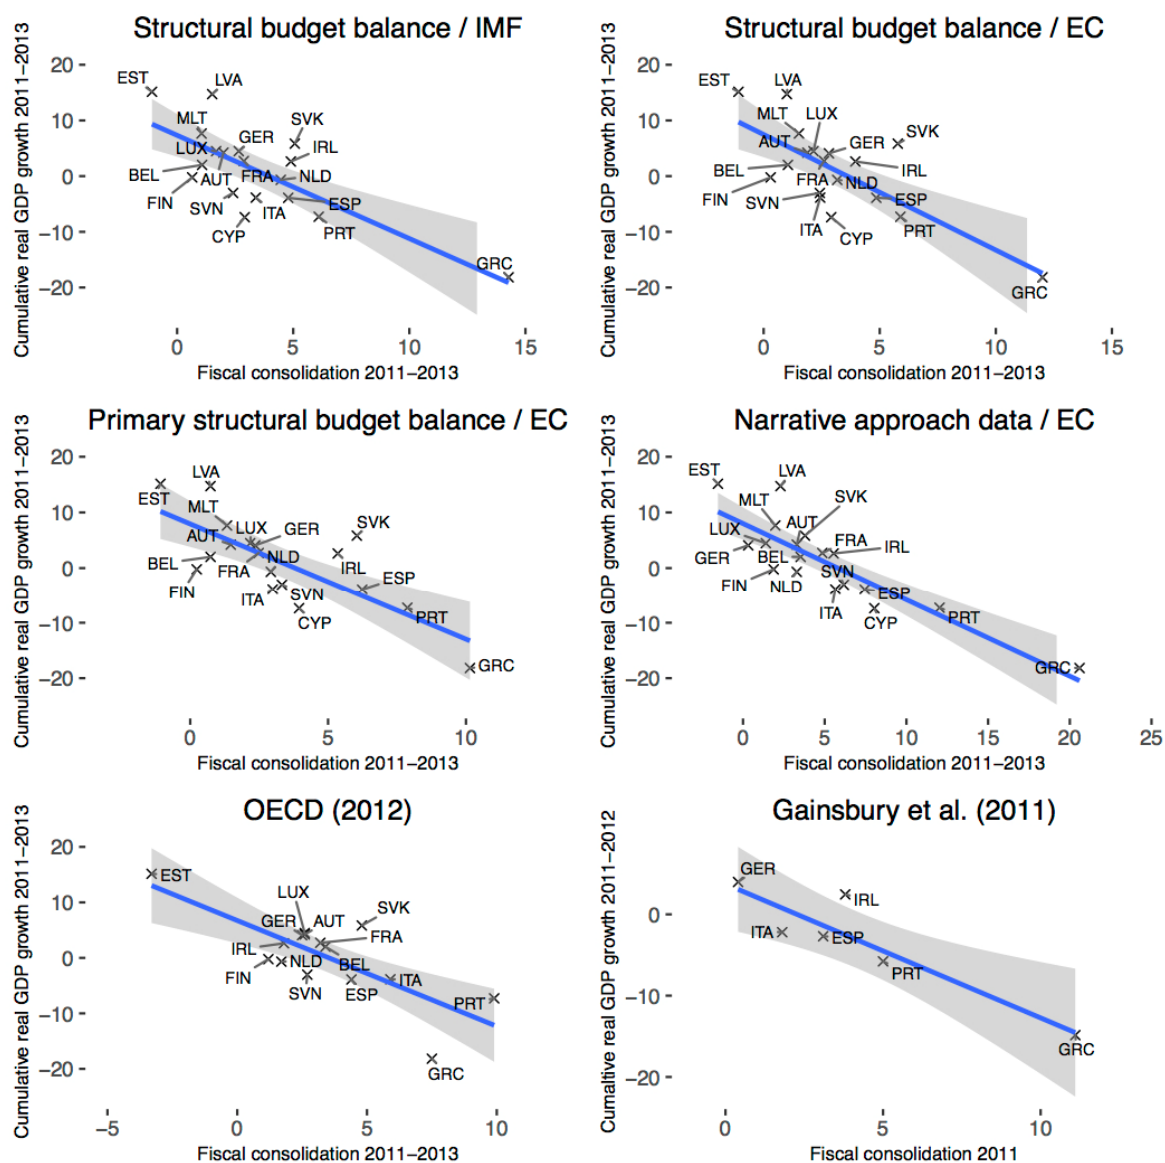 Structural budget balance / IMF
Cumulative real GDP growth 2011−2013
20
10
0
−10
−20
EST
LVA
MLT
SVK
GER
LUX
IRL
BEL
AUT
FRA
NLD
FIN
SVN
ITA
ESP
CYP
PRT
GRC
0
5
10
15
Fiscal consolidation 2011−2013
Structural budget balance / EC
Cumulative real GDP growth 2011−2013
20
10
0
−10
−20
EST
LVA
MLT
LUX
SVK
AUT
GER
BEL
IRL
FRA
NLD
FIN
SVN
ESP
ITA
CYP
PRT
GRC
0
5
10
15
Fiscal consolidation 2011−2013
Primary structural budget balance / EC
Cumulative real GDP growth 2011−2013
20
10
0
−10
−20
LVA
EST
MLT
SVK
LUX
GER
AUT
BEL
NLD
IRL
FRA
FIN
ESP
ITA
SVN
CYP
PRT
GRC
0
5
10
Fiscal consolidation 2011−2013
Narrative approach data / EC
Cumulative real GDP growth 2011−2013
20
10
0
−10
−20
EST
LVA
MLT
SVK
LUX
AUT
FRA
IRL
GER
BEL
SVN
FIN
NLD
ESP
ITA
CYP
PRT
GRC
0
5
10
15
20
25
Fiscal consolidation 2011−2013
OECD (2012)
Cumulative real GDP growth 2011−2013
20
10
0
−10
−20
EST
LUX
SVK
GER
AUT
FRA
IRL
NLD
BEL
FIN
SVN
ESP
ITA
PRT
GRC
−5
0
5
10
Fiscal consolidation 2011−2013
Gainsbury et al. (2011)
Cumalative real GDP growth 2011−2012
0
−10
−20
GER
IRL
ITA
ESP
PRT
GRC
0
5
10
Fiscal consolidation 2011